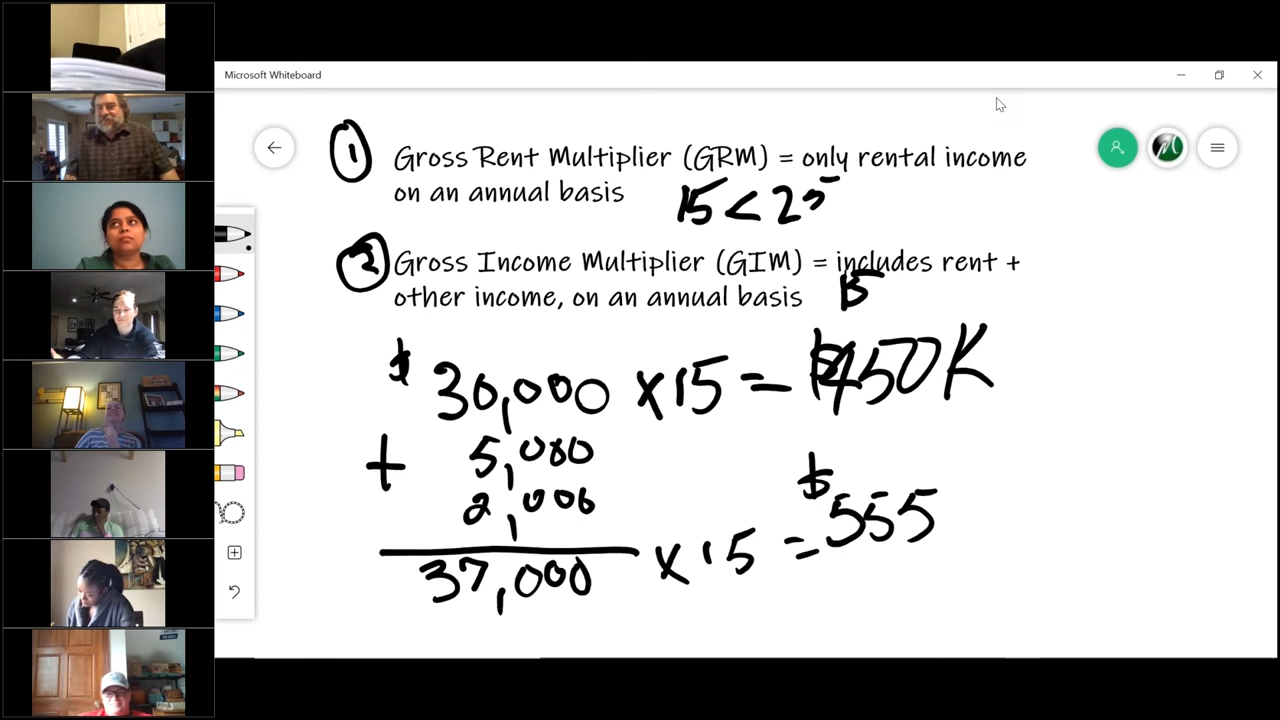 Microsoft Whiteboard
1 Gross Rent Multiplier (GRM) = only rental income
on an annual basis 15 < 25
2 Gross Income Multiplier (GIM) = includes rent +
other income, on an annual basis 15
$ 30,000 x 15 = $450K
+ 5,000
2,000
37,000 x 15 = $555